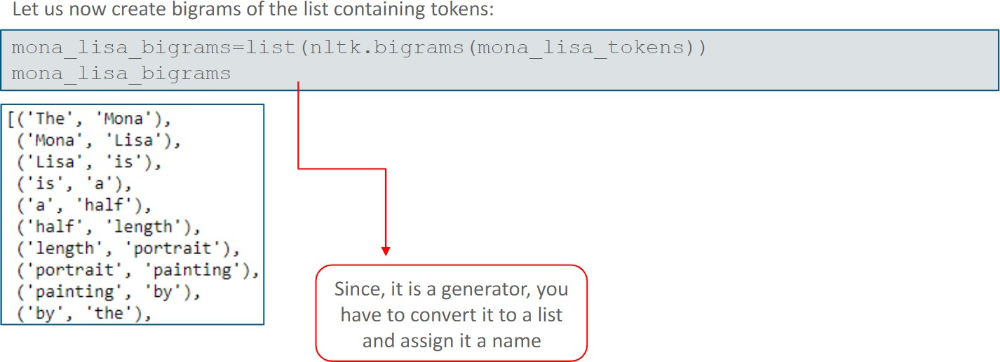 Let us now create bigrams of the list containing tokens:
mona_lisa_bigrams=list(nltk.bigrams(mona_lisa_tokens))
mona_lisa_bigrams
[('The', 'Mona'),
('Mona', 'Lisa'),
('Lisa', 'is'),
('is', 'a'),
('a', 'half'),
('half', 'length'),
('length', 'portrait'),
('portrait', 'painting'),
('painting', 'by'),
('by', 'the'),
Since, it is a generator, you
have to convert it to a list
and assign it a name